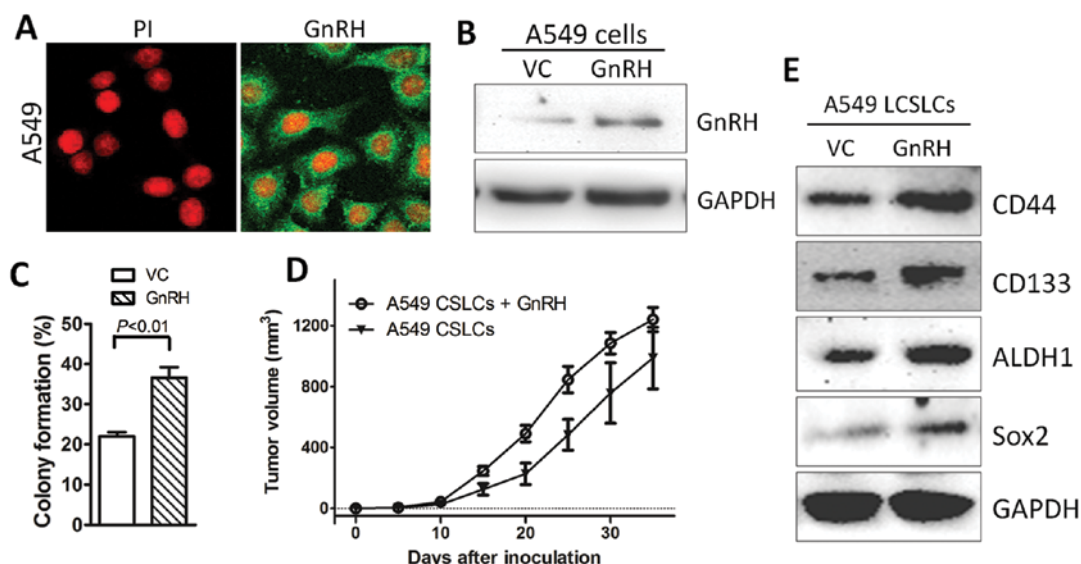 A
PI
GnRH
A549
B
A549 cells
VC
GnRH
GnRH
GAPDH
C
VC
GnRH
P<0.01
Colony formation (%)
50
40
30
20
10
0
D
A549 CSLCs + GnRH
A549 CSLCs
Tumor volume (mm³)
1200
800
400
0
0
10
20
30
Days after inoculation
E
A549 LCSLCs
VC
GnRH
CD44
CD133
ALDH1
Sox2
GAPDH